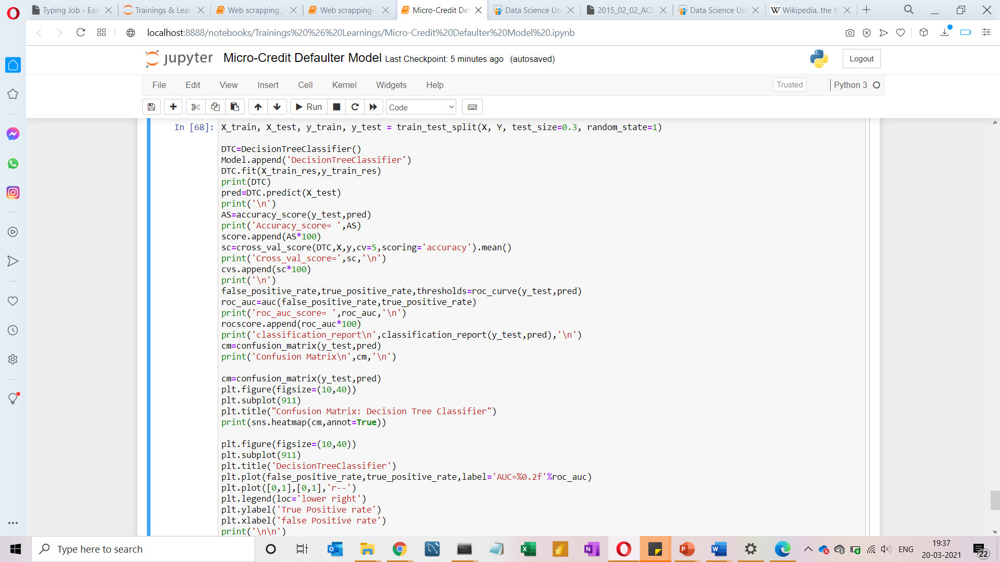 Typing Job - Earn
Trainings & Lear
Web scrapping_
Web scrapping-
Micro-Credit Def
Data Science Use
2015_02_02_ACS
Data Science Use
Wikipedia, the fr
localhost:8888/notebooks/Trainings%20%26%20Learnings/Micro-Credit%20Defaulter%20Model%20.ipynb
jupyter Micro-Credit Defaulter Model Last Checkpoint: 5 minutes ago (autosaved)
Logout
File Edit View Insert Cell Kernel Widgets Help
Trusted
Python 3
Run
Code
In [68]: X_train, X_test, y_train, y_test = train_test_split(X, Y, test_size=0.3, random_state=1)
DTC=DecisionTreeClassifier()
Model.append('DecisionTreeClassifier')
DTC.fit(X_train_res,y_train_res)
print(DTC)
pred=DTC.predict(X_test)
print('\n')
AS=accuracy_score(y_test,pred)
print('Accuracy_score= ',AS)
score.append(AS*100)
sc=cross_val_score(DTC,X,y,cv=5,scoring='accuracy').mean()
print('Cross_val_score=',sc,'\n')
cvs.append(sc*100)
print('\n')
false_positive_rate,true_positive_rate,thresholds=roc_curve(y_test,pred)
roc_auc=auc(false_positive_rate,true_positive_rate)
print('roc_auc_score= ',roc_auc,'\n')
rocscore.append(roc_auc*100)
print('classification_report\n',classification_report(y_test,pred),'\n')
cm=confusion_matrix(y_test,pred)
print('Confusion Matrix\n',cm,'\n')
cm=confusion_matrix(y_test,pred)
plt.figure(figsize=(10,40))
plt.subplot(911)
plt.title("Confusion Matrix: Decision Tree Classifier")
print(sns.heatmap(cm,annot=True))
plt.figure(figsize=(10,40))
plt.subplot(911)
plt.title('DecisionTreeClassifier')
plt.plot(false_positive_rate,true_positive_rate,label='AUC=%0.2f'%roc_auc)
plt.plot([0,1],[0,1],'r--')
plt.legend(loc='lower right')
plt.ylabel('True Positive rate')
plt.xlabel('false Positive rate')
print('\n\n')
Type here to search
ENG
19:37
20-03-2021
22